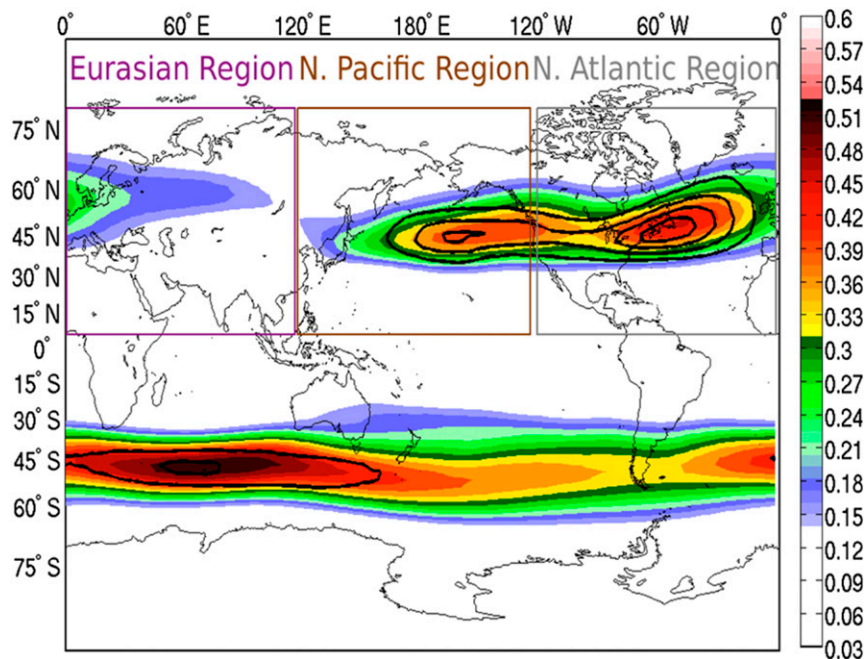 0° 60° E 120° E 180° E 120° W 60° W 0°
Eurasian Region N. Pacific Region N. Atlantic Region
75° N
60° N
45° N
30° N
15° N
0°
15° S
30° S
45° S
60° S
75° S
0.6
0.57
0.54
0.51
0.48
0.45
0.42
0.39
0.36
0.33
0.3
0.27
0.24
0.21
0.18
0.15
0.12
0.09
0.06
0.03